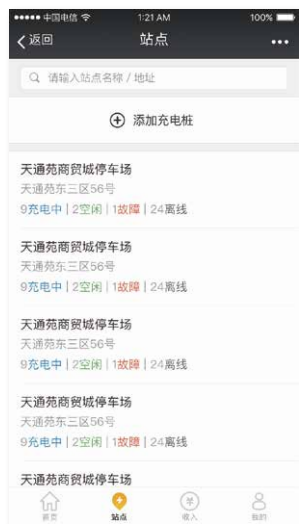 中国电信 1:21 AM 100%
返回 站点
请输入站点名称 / 地址
添加充电桩
天通苑商贸城停车场
天通苑东三区56号
9充电中 | 2空闲 | 1故障 | 24离线
天通苑商贸城停车场
天通苑东三区56号
9充电中 | 2空闲 | 1故障 | 24离线
天通苑商贸城停车场
天通苑东三区56号
9充电中 | 2空闲 | 1故障 | 24离线
天通苑商贸城停车场
天通苑东三区56号
9充电中 | 2空闲 | 1故障 | 24离线
天通苑商贸城停车场
首页 站点 收入 我的